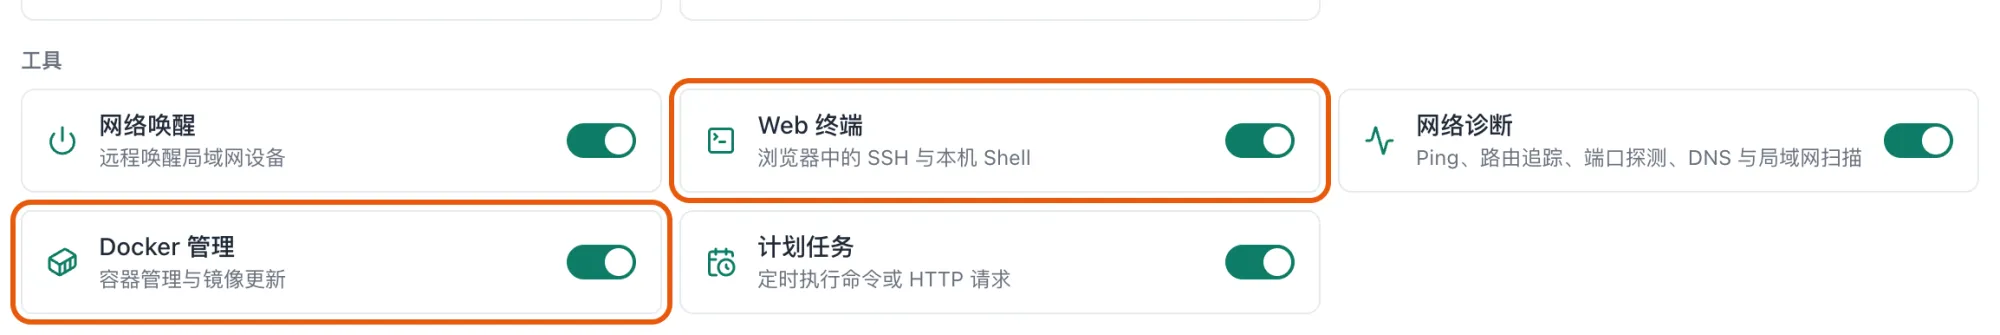 工具
网络唤醒
远程唤醒局域网设备
Web 终端
浏览器中的 SSH 与本机 Shell
网络诊断
Ping、路由追踪、端口探测、DNS 与局域网扫描
Docker 管理
容器管理与镜像更新
计划任务
定时执行命令或 HTTP 请求